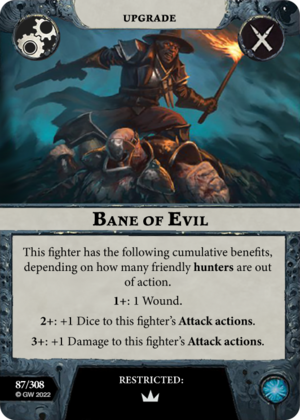 UPGRADE
BANE OF EVIL
This fighter has the following cumulative benefits,
depending on how many friendly hunters are out
of action.
1+: 1 Wound.
2+: +1 Dice to this fighter's Attack actions.
3+: +1 Damage to this fighter's Attack actions.
87/308
© GW 2022
RESTRICTED: